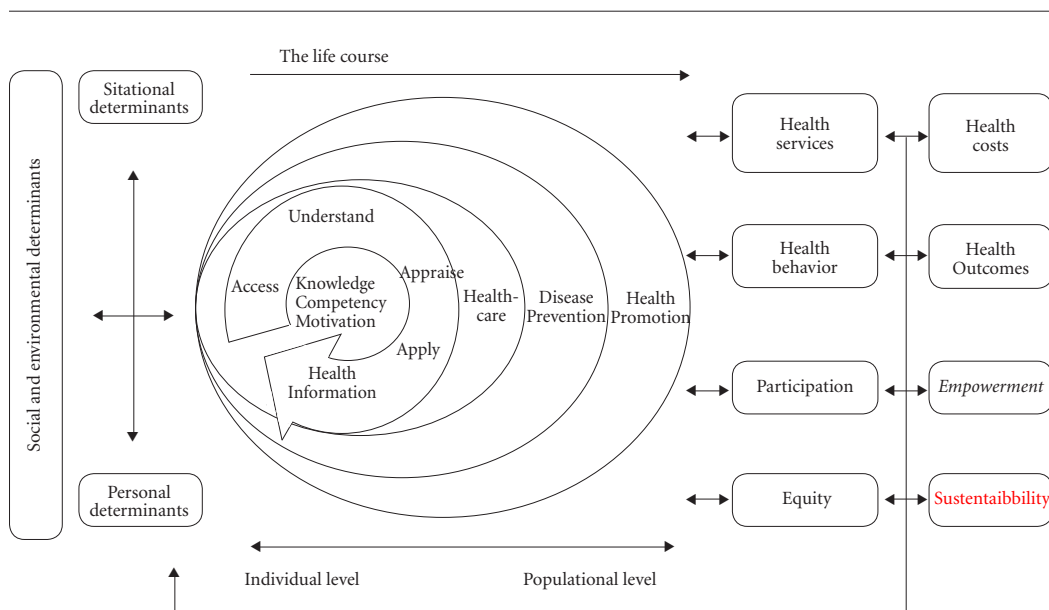 The life course
Social and environmental determinants
Sitational
determinants
Personal
determinants
Understand
Access
Appraise
Knowledge
Competency
Motivation
Apply
Health
Information
Health-
care
Disease
Prevention
Health
Promotion
Individual level
Populational level
Health
services
Health
costs
Health
behavior
Health
Outcomes
Participation
Empowerment
Equity
Sustentaibbility